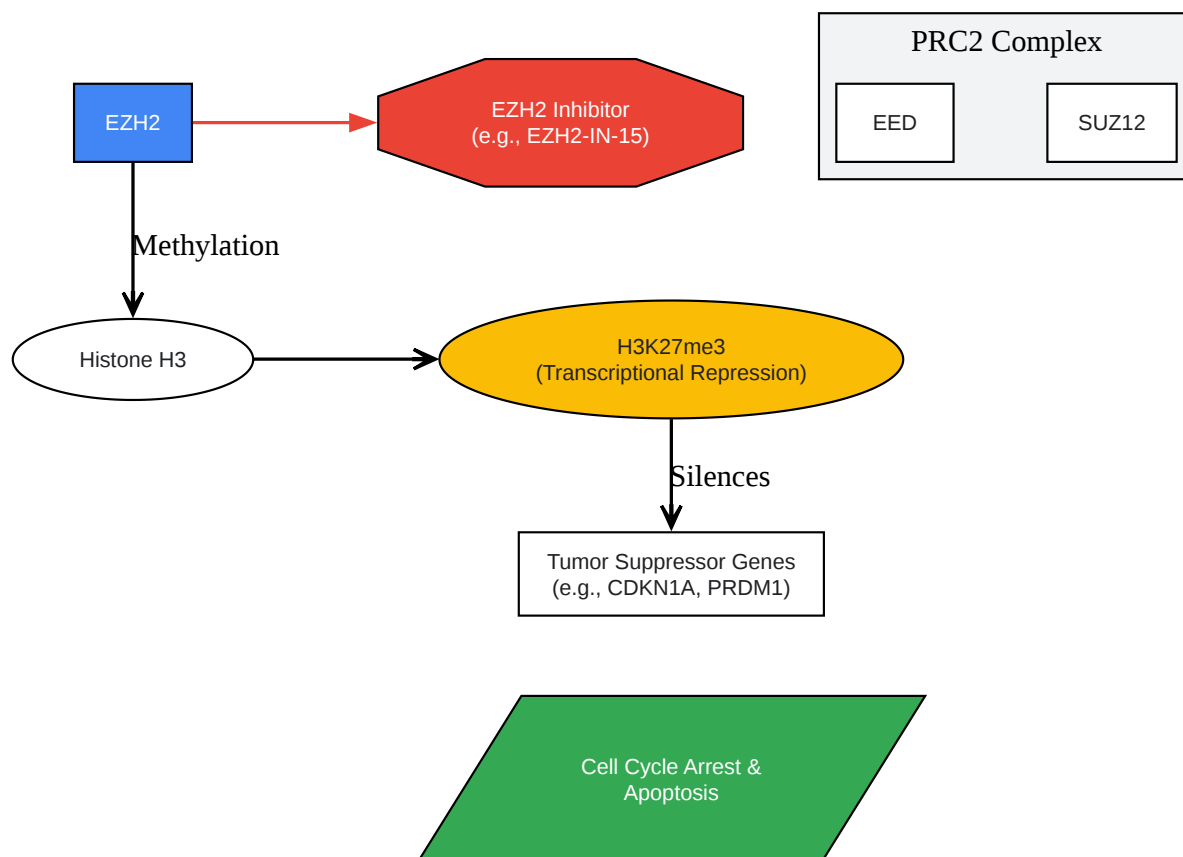 PRC2 Complex
EZH2
EZH2 Inhibitor
(e.g., EZH2-IN-15)
EED
SUZ12
Methylation
Histone H3
H3K27me3
(Transcriptional Repression)
Silences
Tumor Suppressor Genes
(e.g., CDKN1A, PRDM1)
Cell Cycle Arrest &
Apoptosis